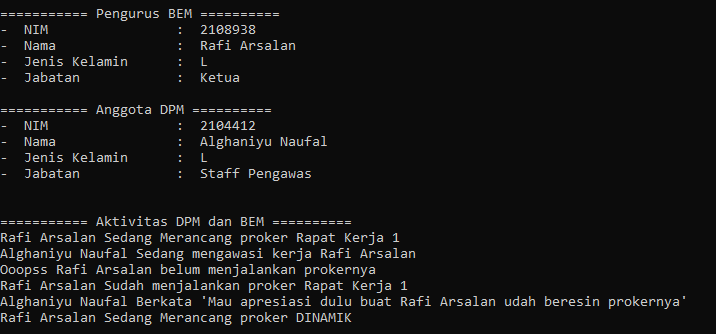 =========== Pengurus BEM ==========
-  NIM                :  2108938
-  Nama               :  Rafi Arsalan
-  Jenis Kelamin      :  L
-  Jabatan            :  Ketua
=========== Anggota DPM ==========
-  NIM                :  2104412
-  Nama               :  Alghaniyu Naufal
-  Jenis Kelamin      :  L
-  Jabatan            :  Staff Pengawas
=========== Aktivitas DPM dan BEM ==========
Rafi Arsalan Sedang Merancang proker Rapat Kerja 1
Alghaniyu Naufal Sedang mengawasi kerja Rafi Arsalan
Ooopss Rafi Arsalan belum menjalankan prokernya
Rafi Arsalan Sudah menjalankan proker Rapat Kerja 1
Alghaniyu Naufal Berkata 'Mau apresiasi dulu buat Rafi Arsalan udah beresin prokernya'
Rafi Arsalan Sedang Merancang proker DINAMIK